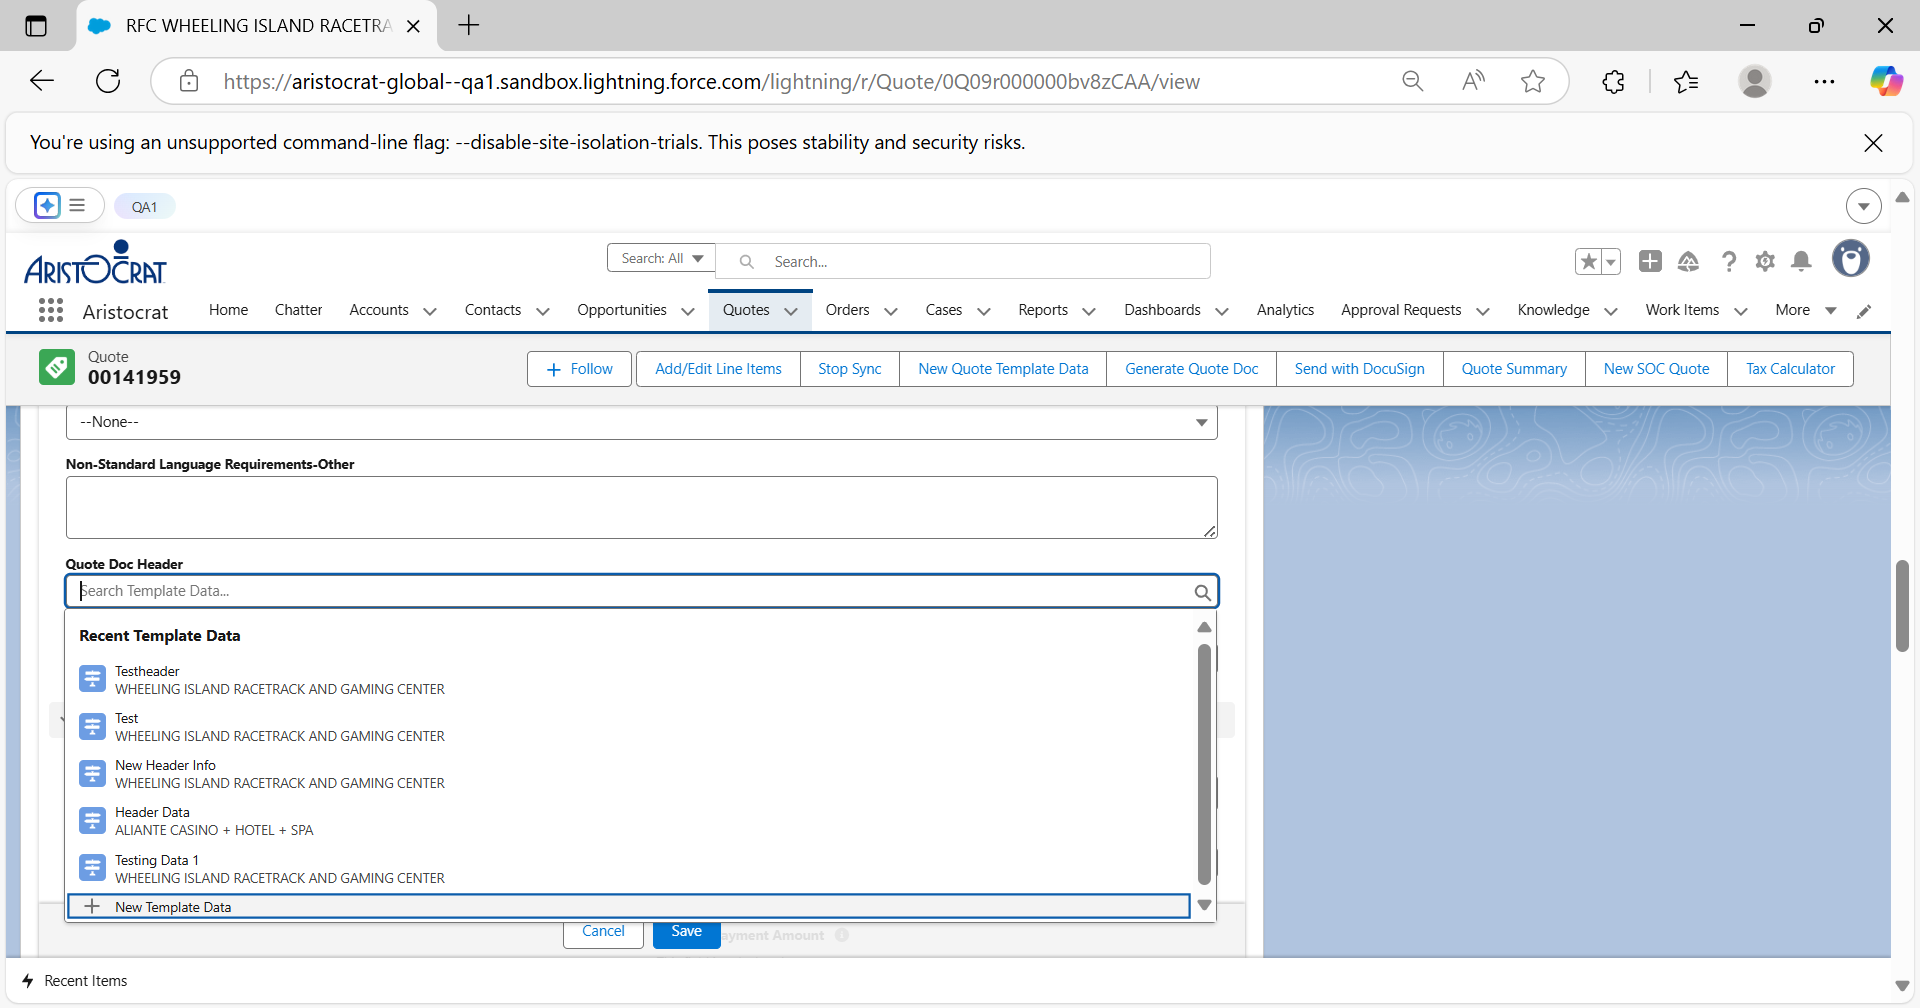 RFC WHEELING ISLAND RACETRA
https://aristocrat-global--qa1.sandbox.lightning.force.com/lightning/r/Quote/0Q09r000000bv8zCAA/view
You're using an unsupported command-line flag: --disable-site-isolation-trials. This poses stability and security risks.
QA1
ARISTOCRAT
Search: All
Search...
Aristocrat
Home
Chatter
Accounts
Contacts
Opportunities
Quotes
Orders
Cases
Reports
Dashboards
Analytics
Approval Requests
Knowledge
Work Items
More
Quote
00141959
Follow
Add/Edit Line Items
Stop Sync
New Quote Template Data
Generate Quote Doc
Send with DocuSign
Quote Summary
New SOC Quote
Tax Calculator
--None--
Non-Standard Language Requirements-Other
Quote Doc Header
Search Template Data...
Recent Template Data
Testheader
WHEELING ISLAND RACETRACK AND GAMING CENTER
Test
WHEELING ISLAND RACETRACK AND GAMING CENTER
New Header Info
WHEELING ISLAND RACETRACK AND GAMING CENTER
Header Data
ALIANTE CASINO + HOTEL + SPA
Testing Data 1
WHEELING ISLAND RACETRACK AND GAMING CENTER
New Template Data
Cancel
Save
ayment Amount
Recent Items